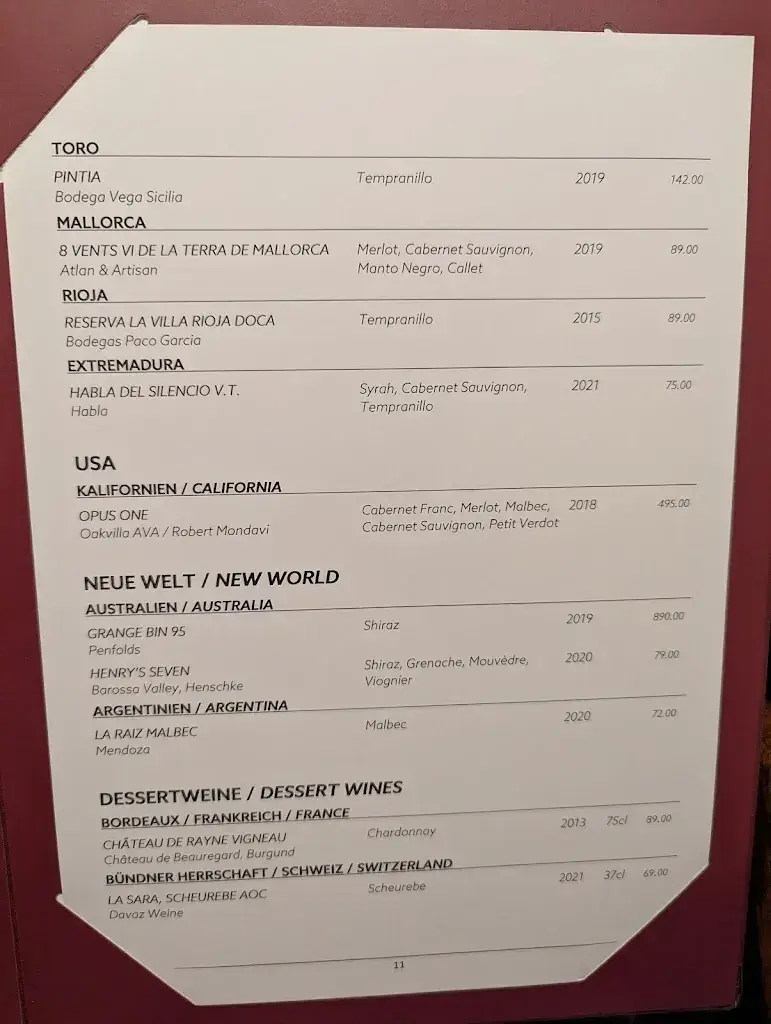 TORO
PINTIA Tempranillo 2019 142.00
Bodega Vega Sicilia
MALLORCA
8 VENTS VI DE LA TERRA DE MALLORCA Merlot, Cabernet Sauvignon, 2019 89.00
Atlan & Artisan Manto Negro, Callet
RIOJA
RESERVA LA VILLA RIOJA DOCA Tempranillo 2015 89.00
Bodegas Paco Garcia
EXTREMADURA
HABLA DEL SILENCIO V.T. Syrah, Cabernet Sauvignon, 2021 75.00
Habla Tempranillo
USA
KALIFORNIEN / CALIFORNIA
OPUS ONE Cabernet Franc, Merlot, Malbec, 2018 495.00
Oakvilla AVA / Robert Mondavi Cabernet Sauvignon, Petit Verdot
NEUE WELT / NEW WORLD
AUSTRALIEN / AUSTRALIA
GRANGE BIN 95 Shiraz 2019 890.00
Penfolds
HENRY'S SEVEN Shiraz, Grenache, Mouvèdre, 2020 79.00
Barossa Valley, Henschke Viognier
ARGENTINIEN / ARGENTINA
LA RAIZ MALBEC Malbec 2020 72.00
Mendoza
DESSERTWEINE / DESSERT WINES
BORDEAUX / FRANKREICH / FRANCE
CHÂTEAU DE RAYNE VIGNEAU Chardonnay 2013 75cl 89.00
Château de Beauregard, Burgund
BÜNDNER HERRSCHAFT / SCHWEIZ / SWITZERLAND
LA SARA, SCHEUREBE AOC Scheurebe 2021 37cl 69.00
Davaz Weine
11